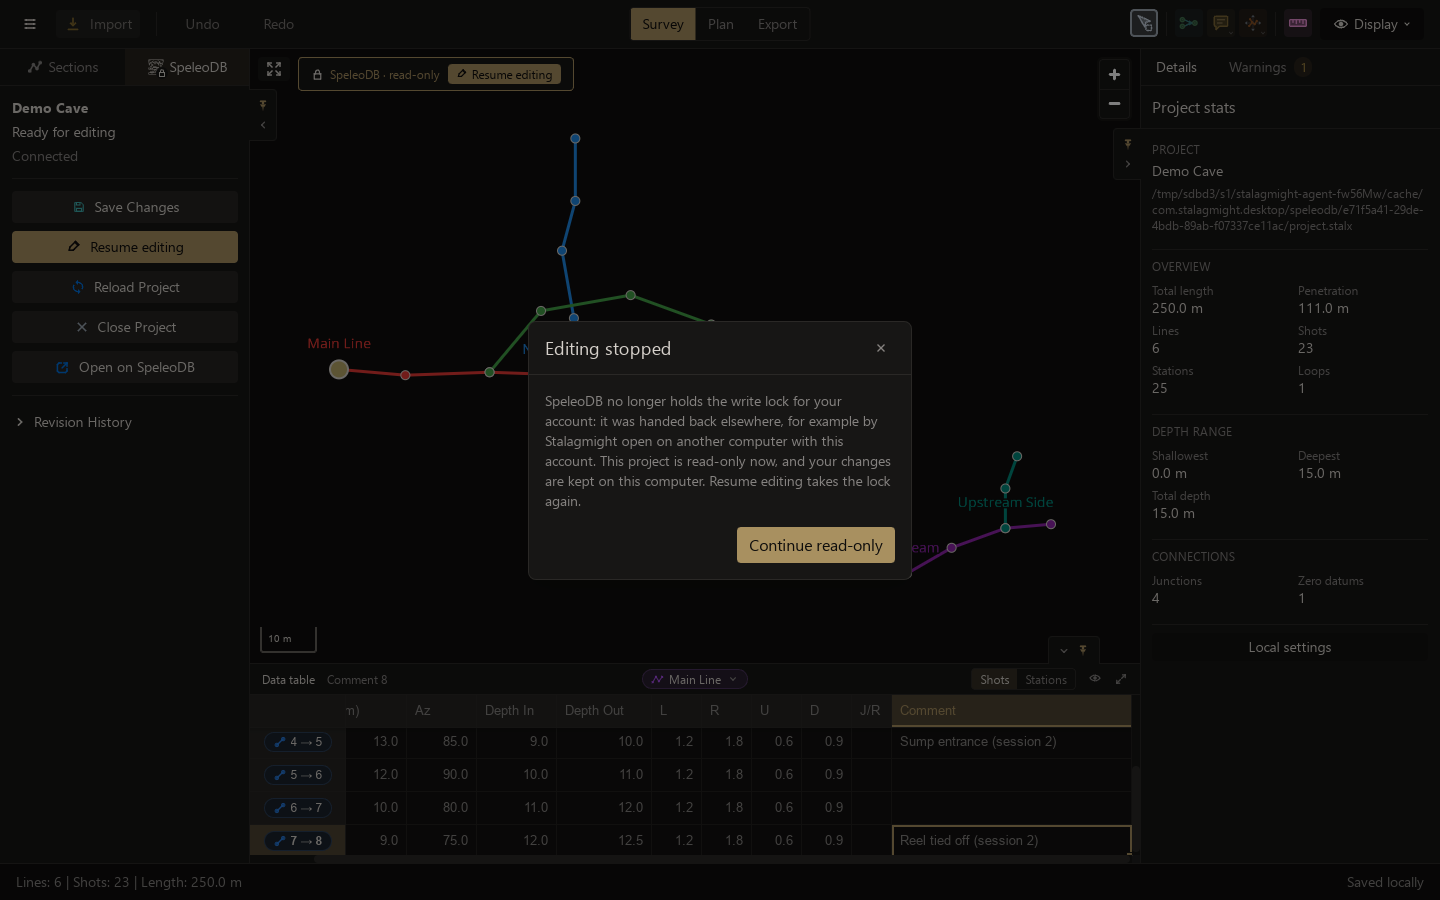 Import
Undo
Redo
Survey
Plan
Export
Display
Sections
SpeleoDB
SpeleoDB · read-only
Resume editing
Details
Warnings
1
Demo Cave
Ready for editing
Connected
Save Changes
Resume editing
Reload Project
Close Project
Open on SpeleoDB
Revision History
Main Line
Editing stopped
SpeleoDB no longer holds the write lock for your
account: it was handed back elsewhere, for example by
Stalagmight open on another computer with this
account. This project is read-only now, and your changes
are kept on this computer. Resume editing takes the lock
again.
Continue read-only
Upstream Side
10 m
Project stats
PROJECT
Demo Cave
/tmp/sdbd3/s1/stalagmight-agent-fw56Mw/cache/
com.stalagmight.desktop/speleodb/e71f5a41-29de-
4bdb-89ab-f07337ce11ac/project.stalx
OVERVIEW
Total length
Penetration
250.0 m
111.0 m
Lines
Shots
6
23
Stations
Loops
25
1
DEPTH RANGE
Shallowest
Deepest
0.0 m
15.0 m
Total depth
15.0 m
CONNECTIONS
Junctions
Zero datums
4
1
Local settings
Data table
Comment 8
Main Line
Shots
Stations
m) Az Depth In Depth Out L R U D J/R Comment
4 → 5 13.0 85.0 9.0 10.0 1.2 1.8 0.6 0.9 Sump entrance (session 2)
5 → 6 12.0 90.0 10.0 11.0 1.2 1.8 0.6 0.9
6 → 7 10.0 80.0 11.0 12.0 1.2 1.8 0.6 0.9
7 → 8 9.0 75.0 12.0 12.5 1.2 1.8 0.6 0.9 Reel tied off (session 2)
Lines: 6 | Shots: 23 | Length: 250.0 m
Saved locally